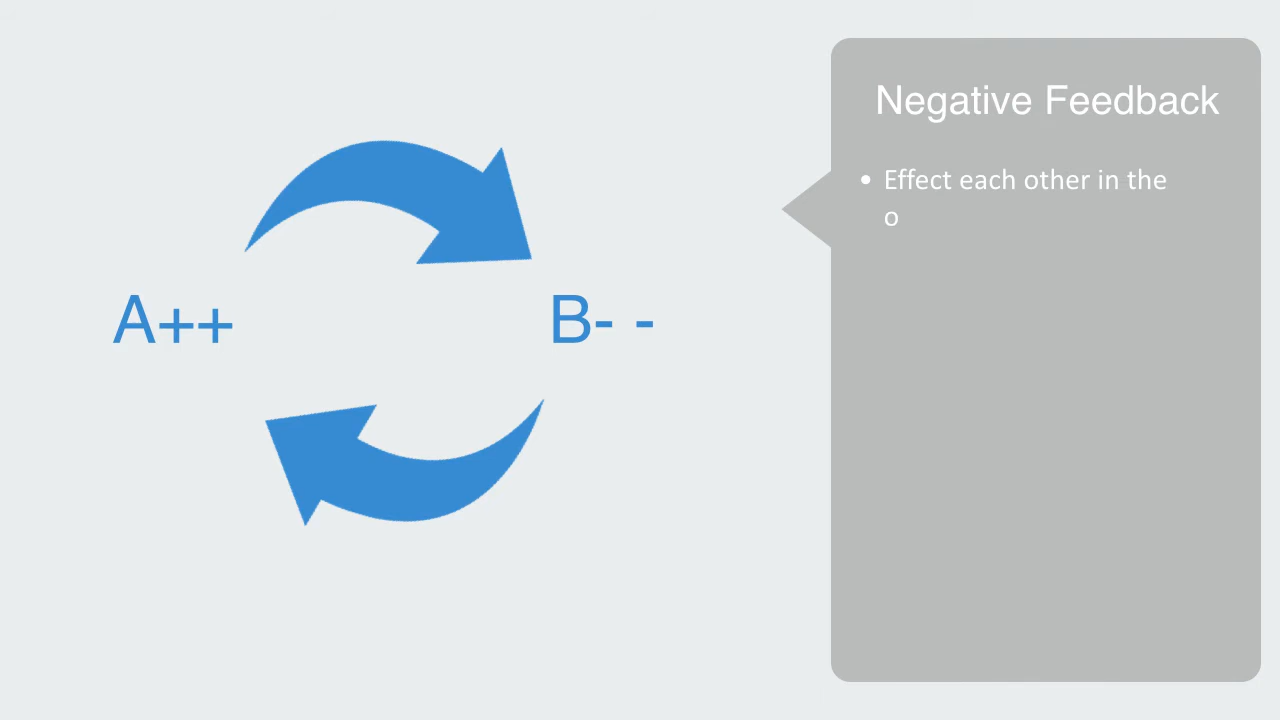 Negative Feedback
• Effect each other in the
o
A++
B- -